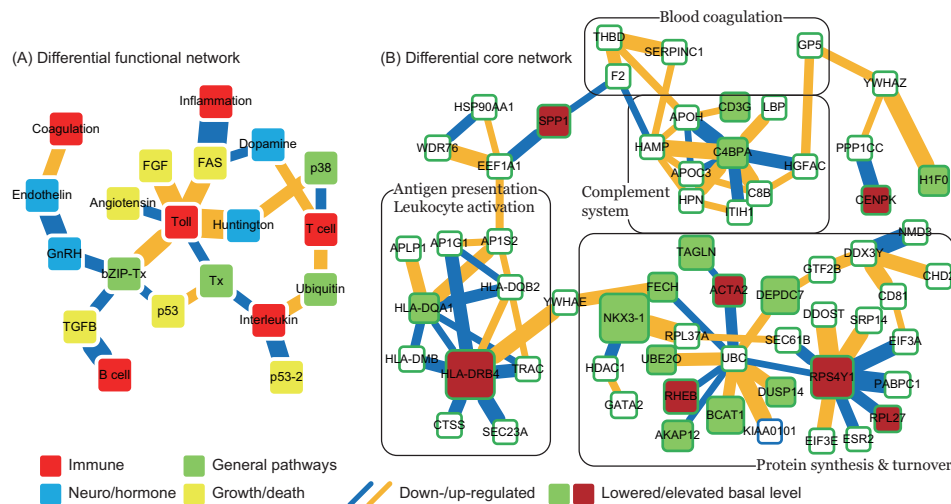 Blood coagulation
(A) Differential functional network
(B) Differential core network
Inflammation
Coagulation
Dopamine
FGF
FAS
p38
Endothelin
Angiotensin
Toll
Huntington
T cell
GnRH
bZIP-Tx
Tx
Ubiquitin
TGFB
p53
Interleukin
B cell
p53-2
THBD
SERPINC1
GP5
F2
YWHAZ
HSP90AA1
SPP1
CD3G
LBP
APOH
WDR76
HAMP
C4BPA
PPP1CC
EEF1A1
APOC3
HGFAC
H1F0
Complement
system
HPN
C8B
ITIH1
CENPK
Antigen presentation
Leukocyte activation
APLP1
AP1G1
AP1S2
HLA-DQB2
HLA-DQA1
YWHAE
HLA-DMB
HLA-DRB4
TRAC
CTSS
SEC23A
NMD3
TAGLN
DDX3Y
GTF2B
CHD2
FECH
ACTA2
DEPDC7
CD81
NKX3-1
DDOST
SRP14
RPL37A
SEC61B
EIF3A
UBE2O
UBC
HDAC1
RPS4Y1
PABPC1
RHEB
DUSP14
GATA2
BCAT1
RPL27
AKAP12
KIAA0101
EIF3E
ESR2
Protein synthesis & turnover
Immune
General pathways
Neuro/hormone
Growth/death
Down-/up-regulated
Lowered/elevated basal level